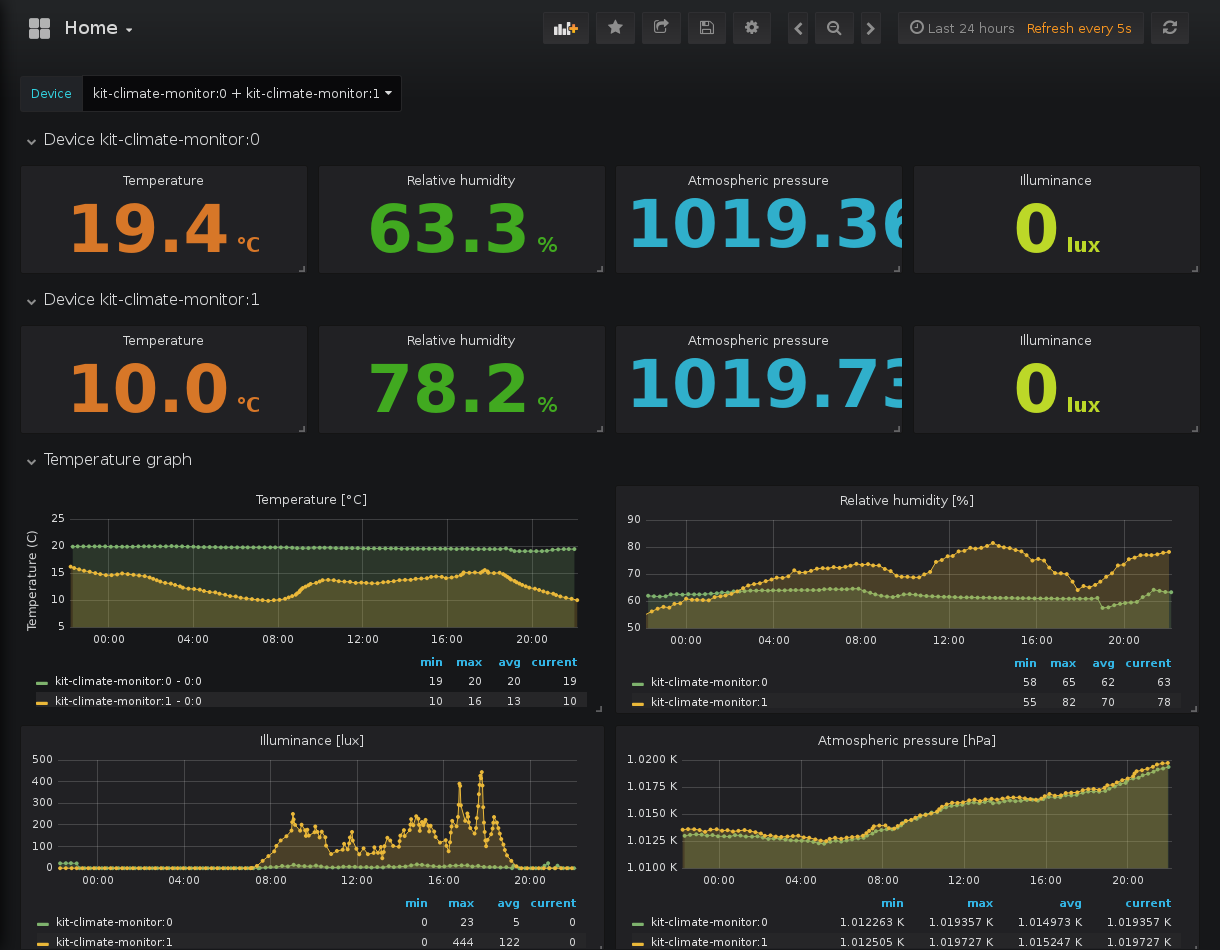 Home
Last 24 hours Refresh every 5s
Device kit-climate-monitor:0 + kit-climate-monitor:1
Device kit-climate-monitor:0
Temperature Relative humidity Atmospheric pressure Illuminance
19.4 °C 63.3 % 1019.36 0 lux
Device kit-climate-monitor:1
Temperature Relative humidity Atmospheric pressure Illuminance
10.0 °C 78.2 % 1019.73 0 lux
Temperature graph
Temperature [°C]
Temperature (C)
25
20
15
10
5
00:00 04:00 08:00 12:00 16:00 20:00
min max avg current
kit-climate-monitor:0 - 0:0 19 20 20 19
kit-climate-monitor:1 - 0:0 10 16 13 10
Relative humidity [%]
90
80
70
60
50
00:00 04:00 08:00 12:00 16:00 20:00
min max avg current
kit-climate-monitor:0 58 65 62 63
kit-climate-monitor:1 55 82 70 78
Illuminance [lux]
500
400
300
200
100
0
00:00 04:00 08:00 12:00 16:00 20:00
min max avg current
kit-climate-monitor:0 0 23 5 0
kit-climate-monitor:1 0 444 122 0
Atmospheric pressure [hPa]
1.0200 K
1.0175 K
1.0150 K
1.0125 K
1.0100 K
00:00 04:00 08:00 12:00 16:00 20:00
min max avg current
kit-climate-monitor:0 1.012263 K 1.019357 K 1.014973 K 1.019357 K
kit-climate-monitor:1 1.012505 K 1.019727 K 1.015247 K 1.019727 K